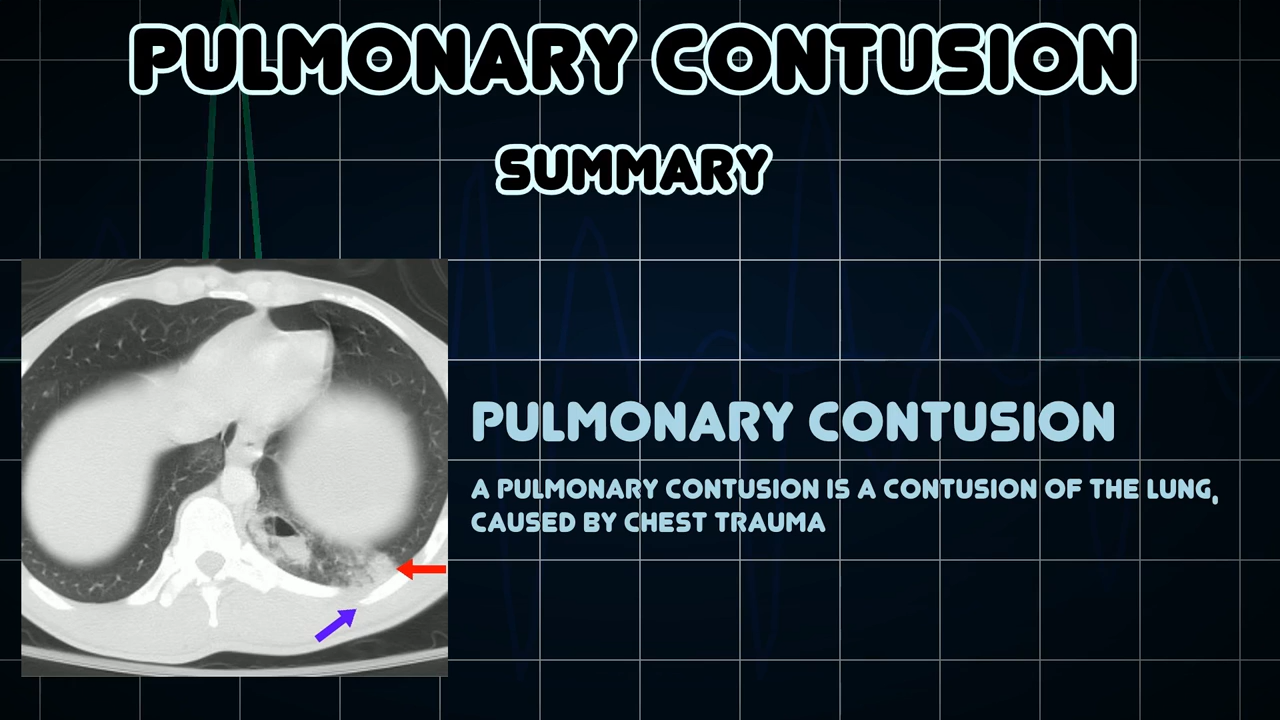 PULMONARY CONTUSION
SUMMARY
PULMONARY CONTUSION
A PULMONARY CONTUSION IS A CONTUSION OF THE LUNG,
CAUSED BY CHEST TRAUMA